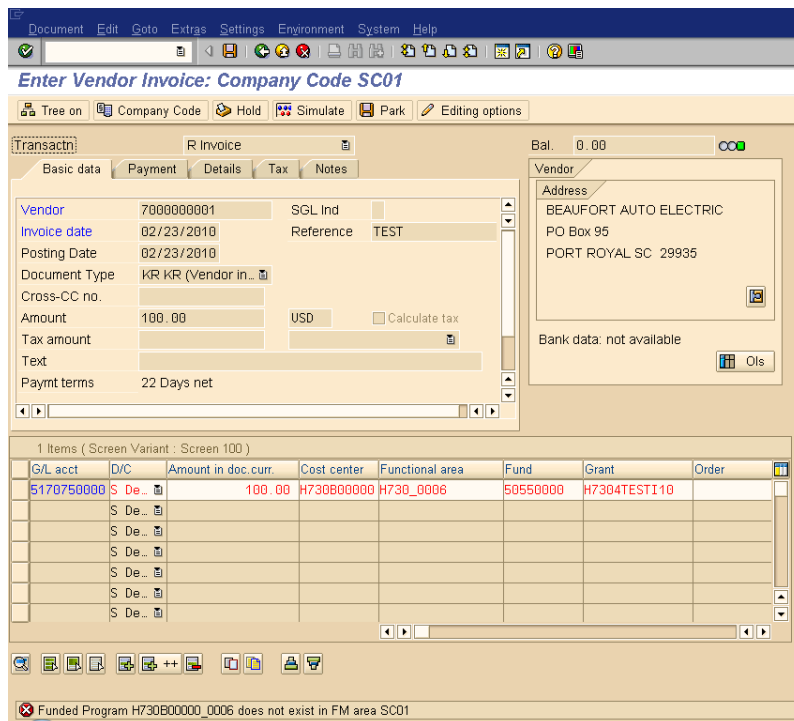 Document Edit Goto Extras Settings Environment System Help
Enter Vendor Invoice: Company Code SC01
Tree on Company Code Hold Simulate Park Editing options
Transactn R Invoice Bal. 0.00
Basic data Payment Details Tax Notes
Vendor 7000000001 SGL Ind
Invoice date 02/23/2010 Reference TEST
Posting Date 02/23/2010
Document Type KR KR (Vendor in…
Cross-CC no.
Amount 100.00 USD Calculate tax
Tax amount
Text
Paymt terms 22 Days net
Vendor
Address
BEAUFORT AUTO ELECTRIC
PO Box 95
PORT ROYAL SC 29935
Bank data: not available
OIs
1 Items ( Screen Variant : Screen 100 )
G/L acct D/C Amount in doc.curr. Cost center Functional area Fund Grant Order
5170750000 S De… 100.00 H730B00000 H730_0006 50550000 H7304TESTI10
S De…
S De…
S De…
S De…
S De…
S De…
++
Funded Program H730B00000_0006 does not exist in FM area SC01